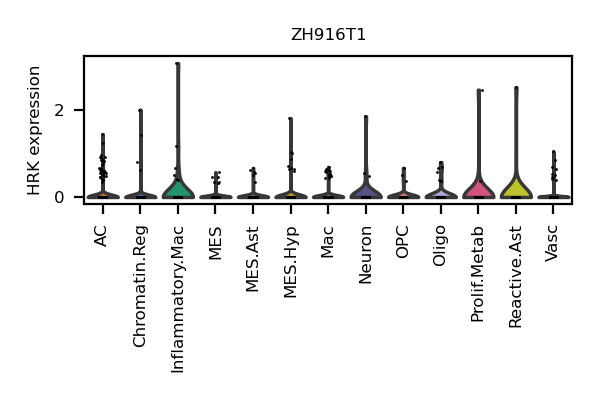 ZH916T1
HRK expression
2
0
AC
Chromatin.Reg
Inflammatory.Mac
MES
MES.Ast
MES.Hyp
Mac
Neuron
OPC
Oligo
Prolif.Metab
Reactive.Ast
Vasc